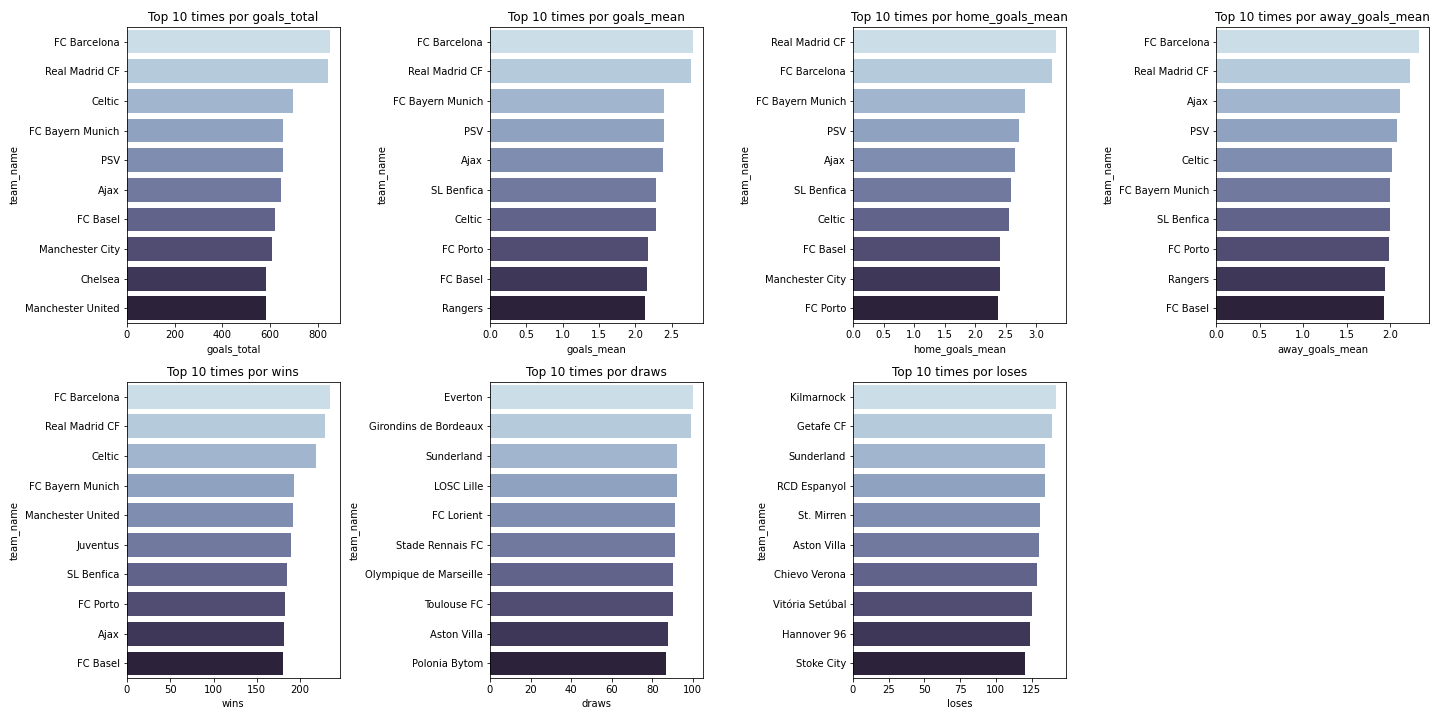 Top 10 times por goals_total
FC Barcelona
Real Madrid CF
Celtic
FC Bayern Munich
PSV
Ajax
FC Basel
Manchester City
Chelsea
Manchester United
team_name
0 200 400 600 800
goals_total
Top 10 times por goals_mean
FC Barcelona
Real Madrid CF
FC Bayern Munich
PSV
Ajax
SL Benfica
Celtic
FC Porto
FC Basel
Rangers
team_name
0.0 0.5 1.0 1.5 2.0 2.5
goals_mean
Top 10 times por home_goals_mean
Real Madrid CF
FC Barcelona
FC Bayern Munich
PSV
Ajax
SL Benfica
Celtic
FC Basel
Manchester City
FC Porto
team_name
0.0 0.5 1.0 1.5 2.0 2.5 3.0
home_goals_mean
Top 10 times por away_goals_mean
FC Barcelona
Real Madrid CF
Ajax
PSV
Celtic
FC Bayern Munich
SL Benfica
FC Porto
Rangers
FC Basel
team_name
0.0 0.5 1.0 1.5 2.0
away_goals_mean
Top 10 times por wins
FC Barcelona
Real Madrid CF
Celtic
FC Bayern Munich
Manchester United
Juventus
SL Benfica
FC Porto
Ajax
FC Basel
team_name
0 50 100 150 200
wins
Top 10 times por draws
Everton
Girondins de Bordeaux
Sunderland
LOSC Lille
FC Lorient
Stade Rennais FC
Olympique de Marseille
Toulouse FC
Aston Villa
Polonia Bytom
team_name
0 20 40 60 80 100
draws
Top 10 times por loses
Kilmarnock
Getafe CF
Sunderland
RCD Espanyol
St. Mirren
Aston Villa
Chievo Verona
Vitória Setúbal
Hannover 96
Stoke City
team_name
0 25 50 75 100 125
loses